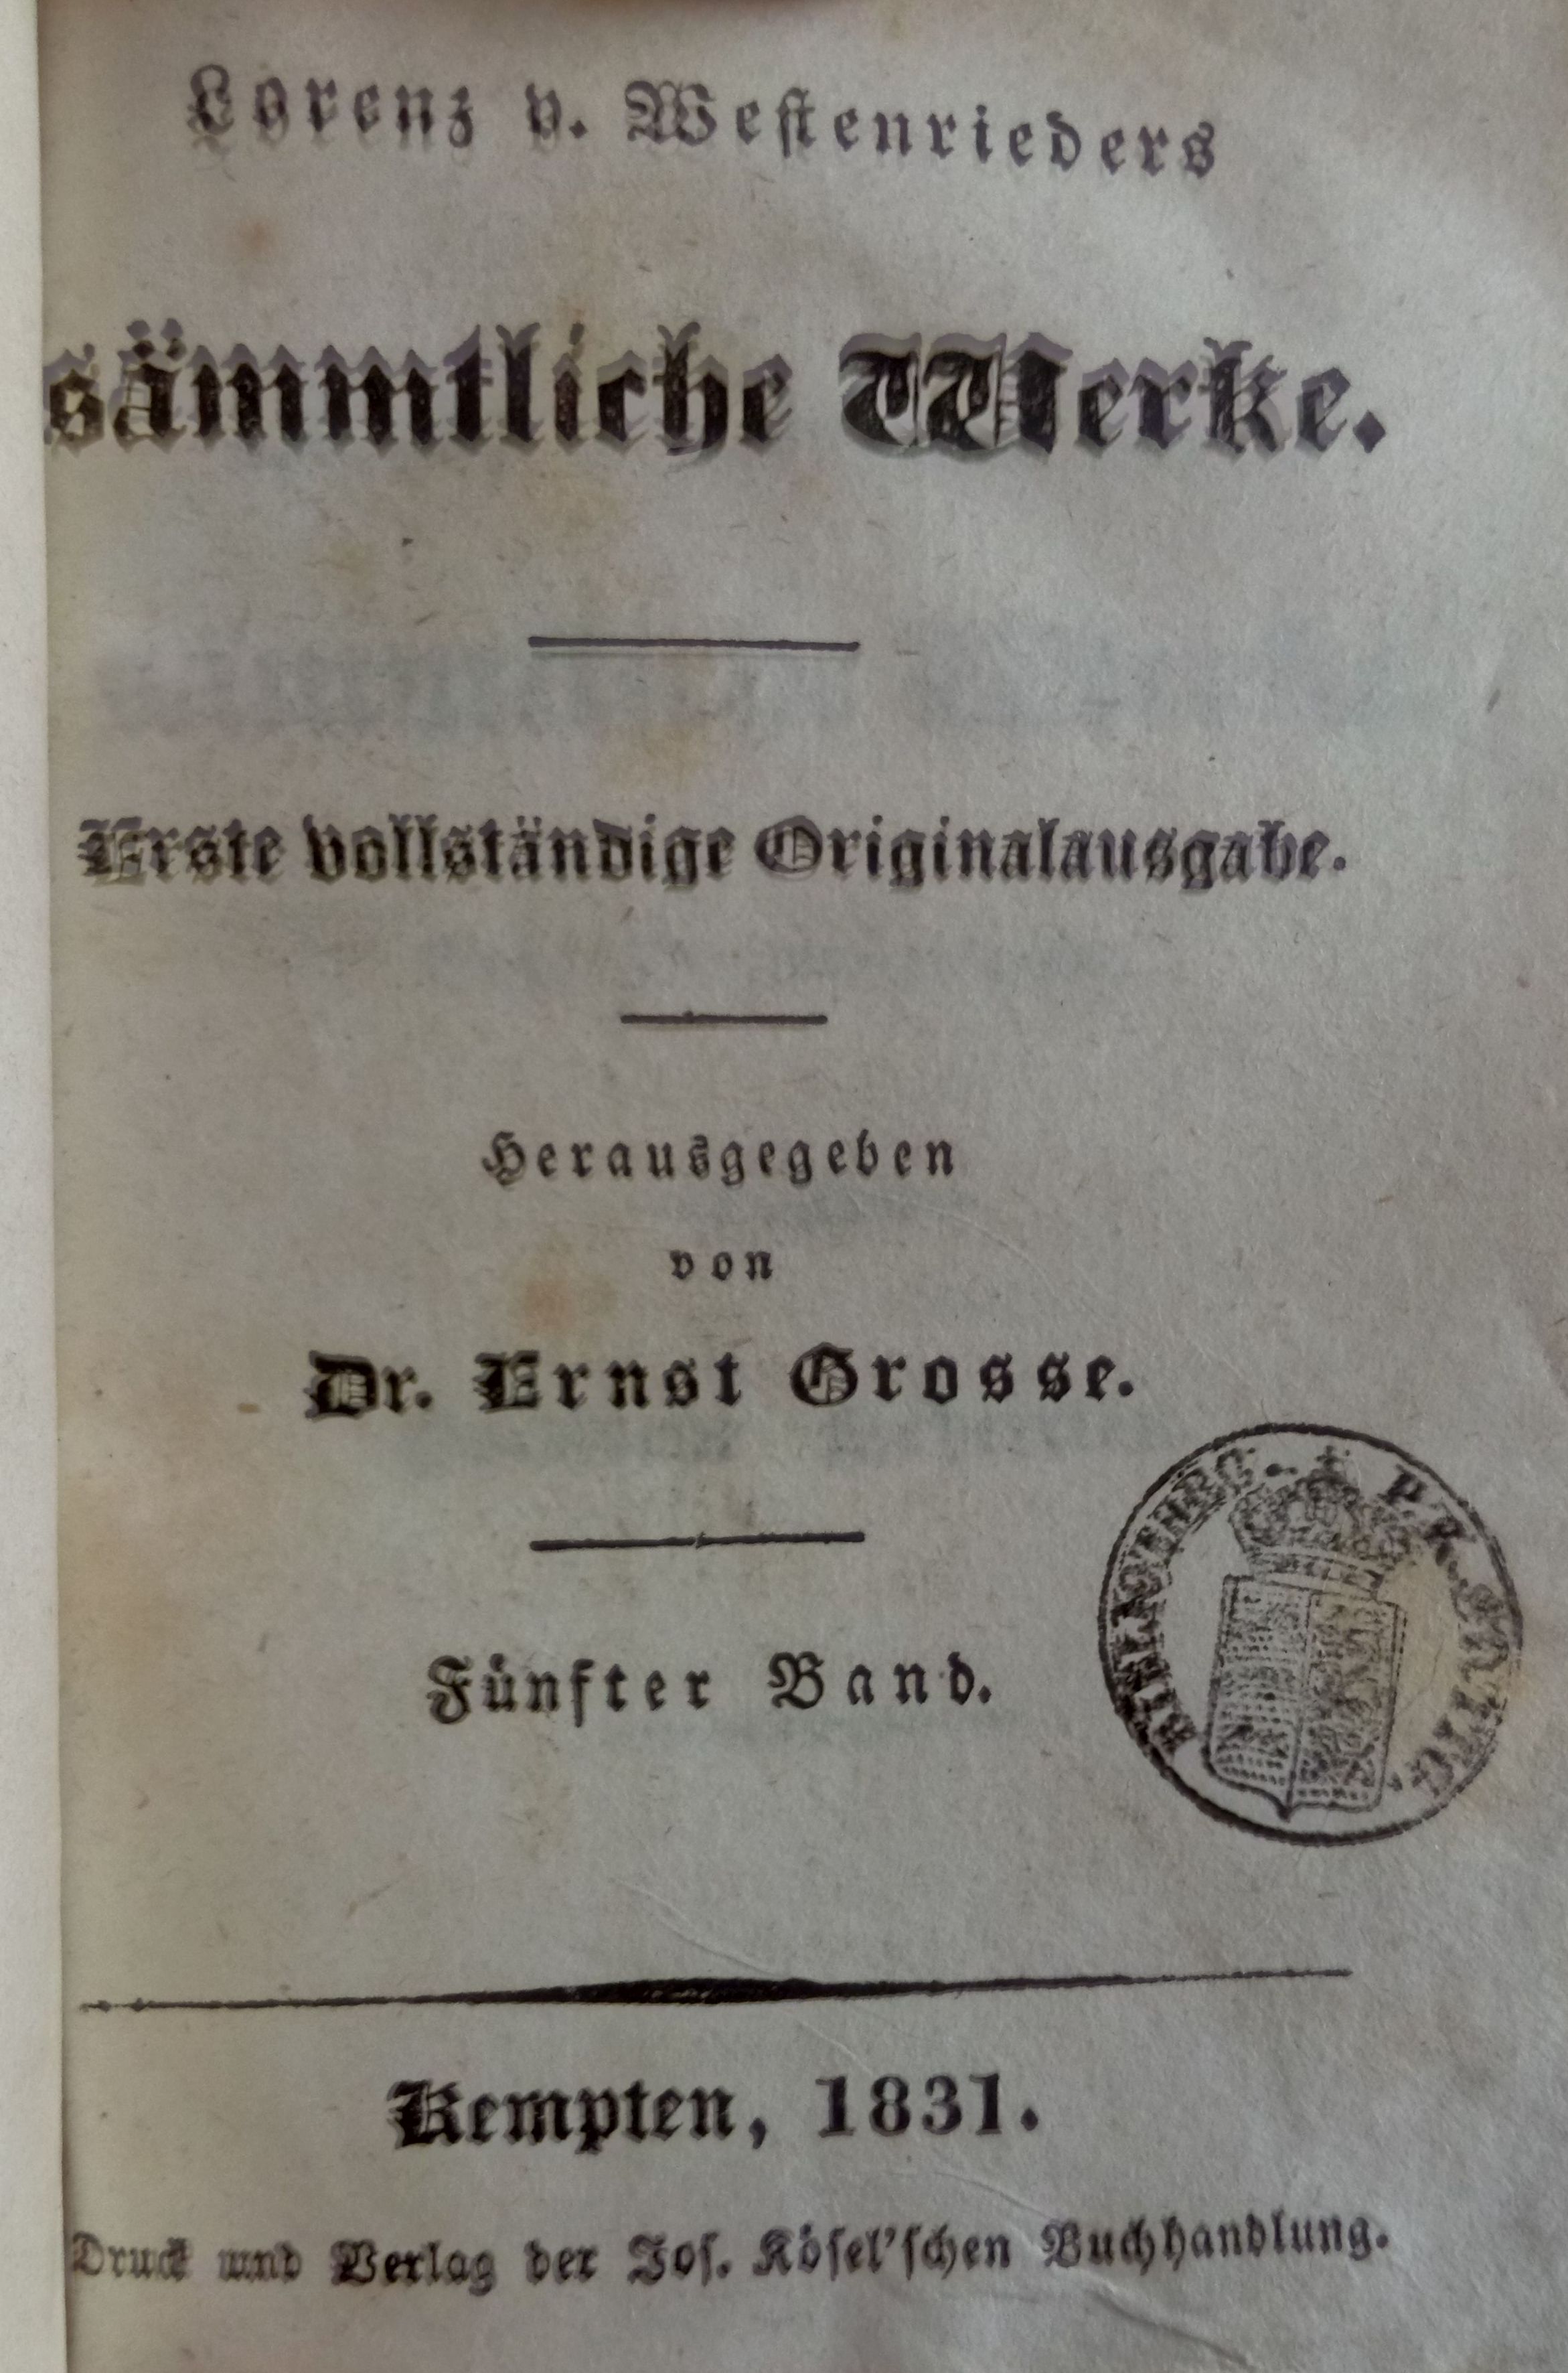 Lorenz v. Westenrieders
sämmtliche Werke.
Erste vollständige Originalausgabe.
Herausgegeben
von
Dr. Ernst Grosse.
Fünfter Band.
Kempten, 1831.
Druck und Verlag der Jos. Kösel'schen Buchhandlung.